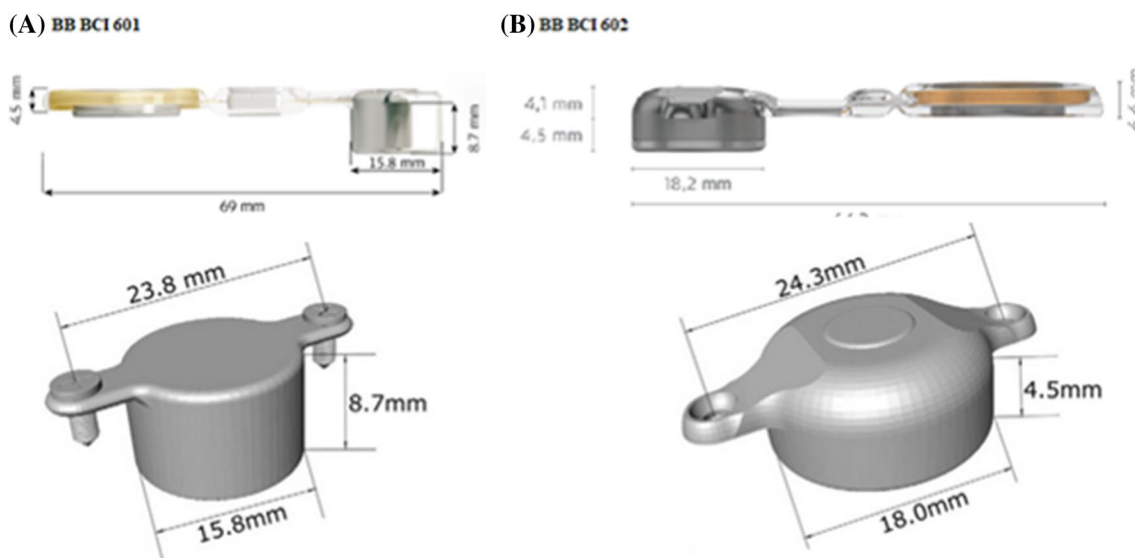 (A) BB BCI 601
4.5 mm
8.7 mm
15.8 mm
69 mm
23.8 mm
8.7mm
15.8mm
(B) BB BCI 602
4,1 mm
4,5 mm
18,2 mm
24.3mm
4.5mm
18.0mm